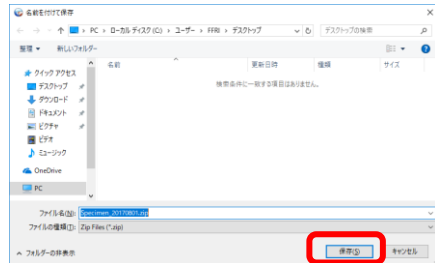 名前を付けて保存
PC › ローカル ディスク (C:) › ユーザー › FFRI › デスクトップ
デスクトップの検索
整理 新しいフォルダー
名前 更新日時 種類 サイズ
検索条件に一致する項目はありません。
クイック アクセス
デスクトップ
ダウンロード
ドキュメント
ピクチャ
ビデオ
ミュージック
OneDrive
PC
ファイル名(N): Specimen_20170801.zip
ファイルの種類(T): Zip Files (*.zip)
フォルダーの非表示
保存(S) キャンセル